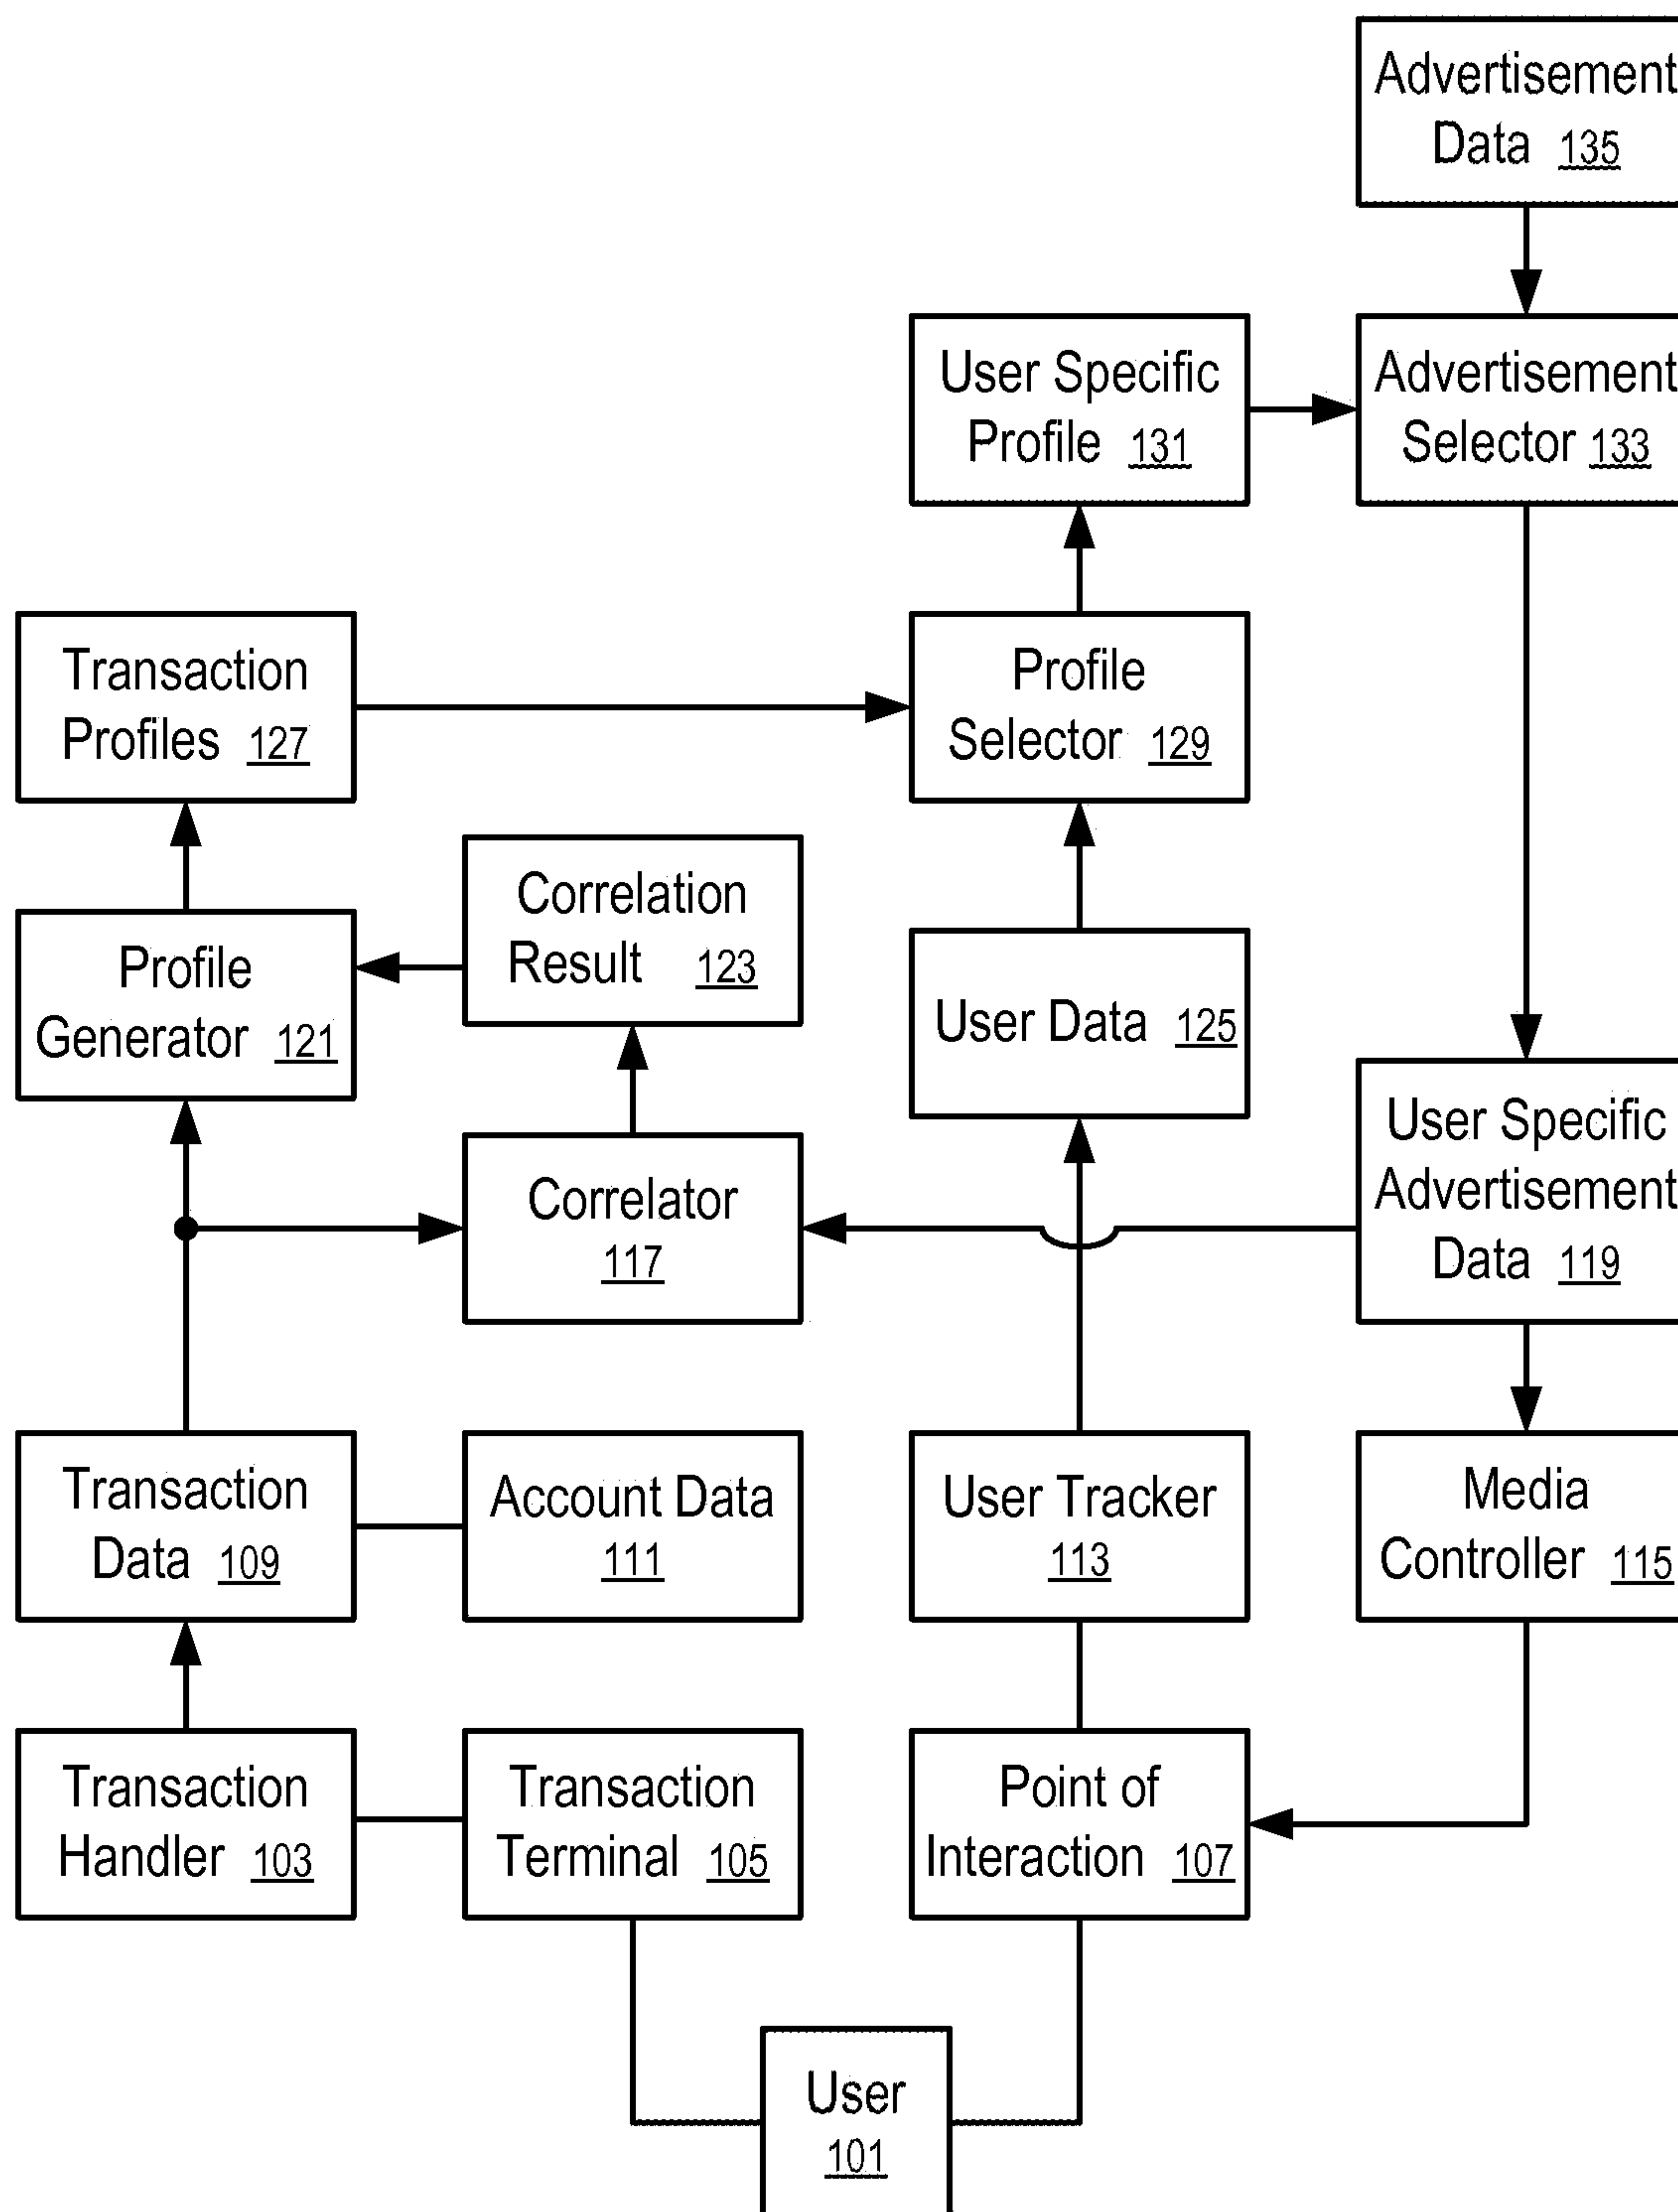 Advertisement
Data 135
User Specific
Profile 131
Advertisement
Selector 133
Transaction
Profiles 127
Profile
Selector 129
Correlation
Result 123
Profile
Generator 121
User Data 125
User Specific
Advertisement
Data 119
Correlator
117
Transaction
Data 109
Account Data
111
User Tracker
113
Media
Controller 115
Transaction
Handler 103
Transaction
Terminal 105
Point of
Interaction 107
User
101